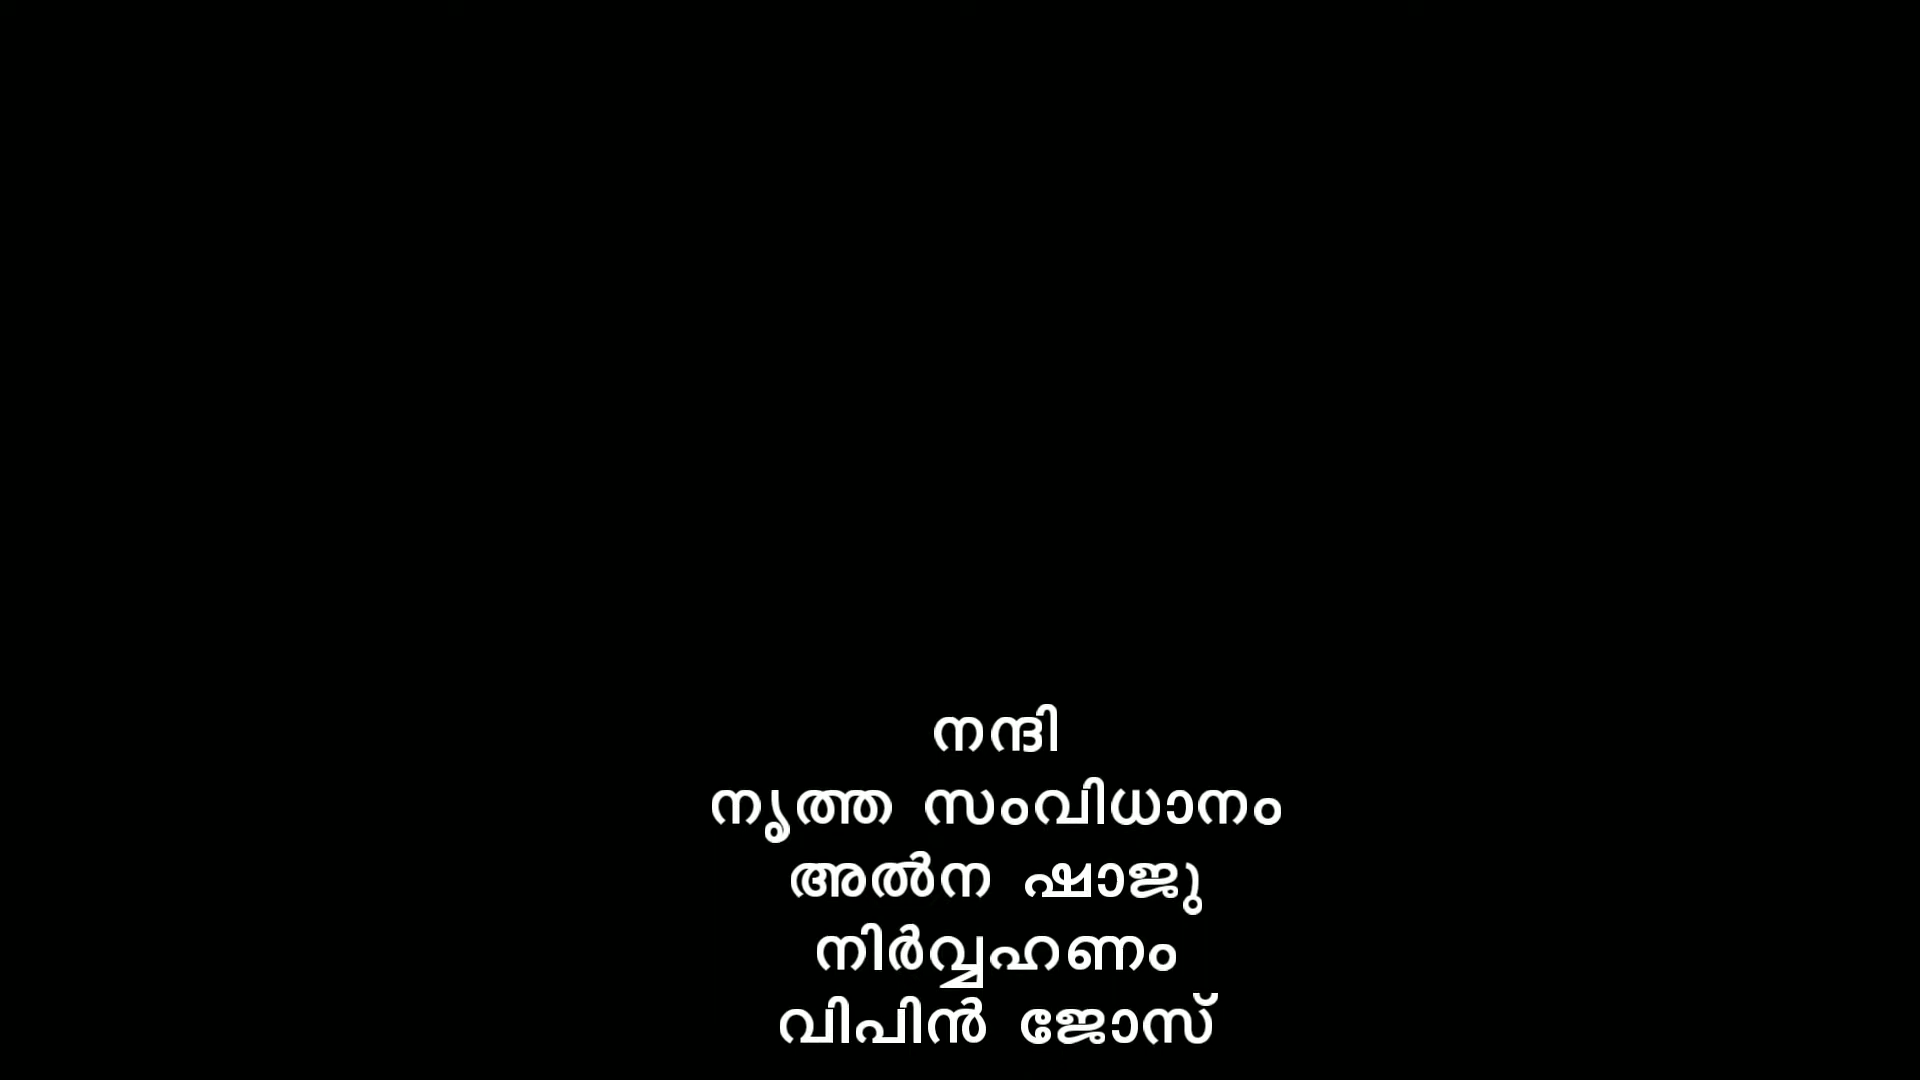 നന്ദി
നൃത്ത സംവിധാനം
അൽന ഷാജു
നിർവ്വഹണം
വിപിൻ ജോസ്